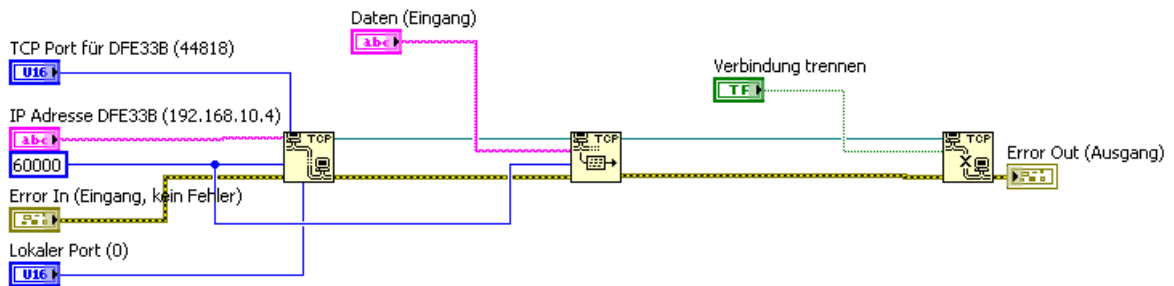 Daten (Eingang)
abc
TCP Port für DFE33B (44818)
U16
Verbindung trennen
TF
IP Adresse DFE33B (192.168.10.4)
abc
TCP
TCP
TCP
60000
Error Out (Ausgang)
Error In (Eingang, kein Fehler)
Lokaler Port (0)
U16